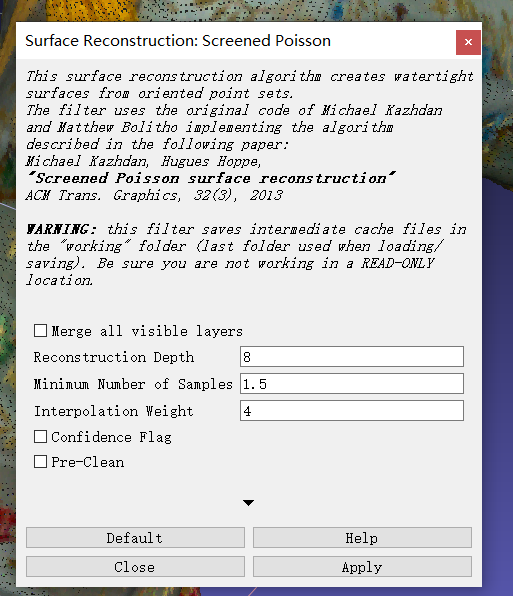 Surface Reconstruction: Screened Poisson
This surface reconstruction algorithm creates watertight
surfaces from oriented point sets.
The filter uses the original code of Michael Kazhdan
and Matthew Bolitho implementing the algorithm
described in the following paper:
Michael Kazhdan, Hugues Hoppe,
"Screened Poisson surface reconstruction"
ACM Trans. Graphics, 32(3), 2013
WARNING: this filter saves intermediate cache files in
the "working" folder (last folder used when loading/
saving). Be sure you are not working in a READ-ONLY
location.
Merge all visible layers
Reconstruction Depth 8
Minimum Number of Samples 1.5
Interpolation Weight 4
Confidence Flag
Pre-Clean
Default Help
Close Apply